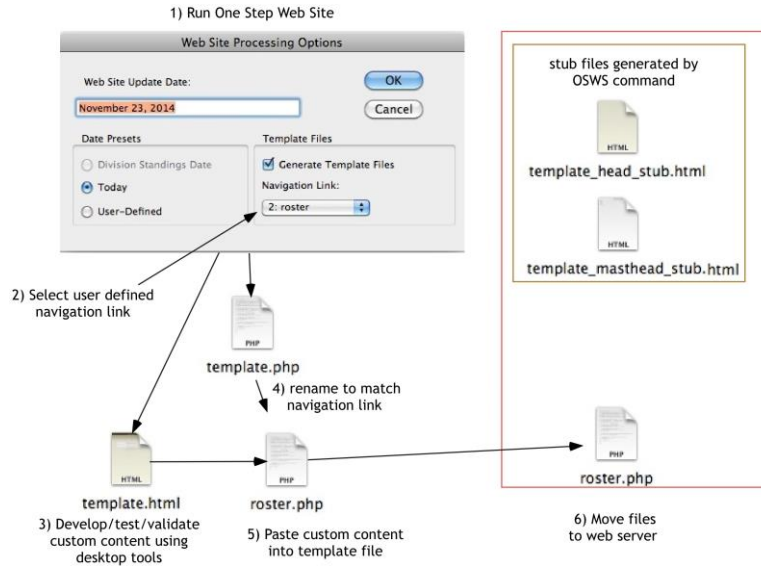 1) Run One Step Web Site
Web Site Processing Options
Web Site Update Date:
November 23, 2014
OK
Cancel
Date Presets
Division Standings Date
Today
User-Defined
Template Files
Generate Template Files
Navigation Link:
2: roster
stub files generated by
OSWS command
HTML
template_head_stub.html
HTML
template_masthead_stub.html
2) Select user defined
navigation link
PHP
template.php
4) rename to match
navigation link
HTML
template.html
3) Develop/test/validate
custom content using
desktop tools
PHP
roster.php
5) Paste custom content
into template file
PHP
roster.php
6) Move files
to web server